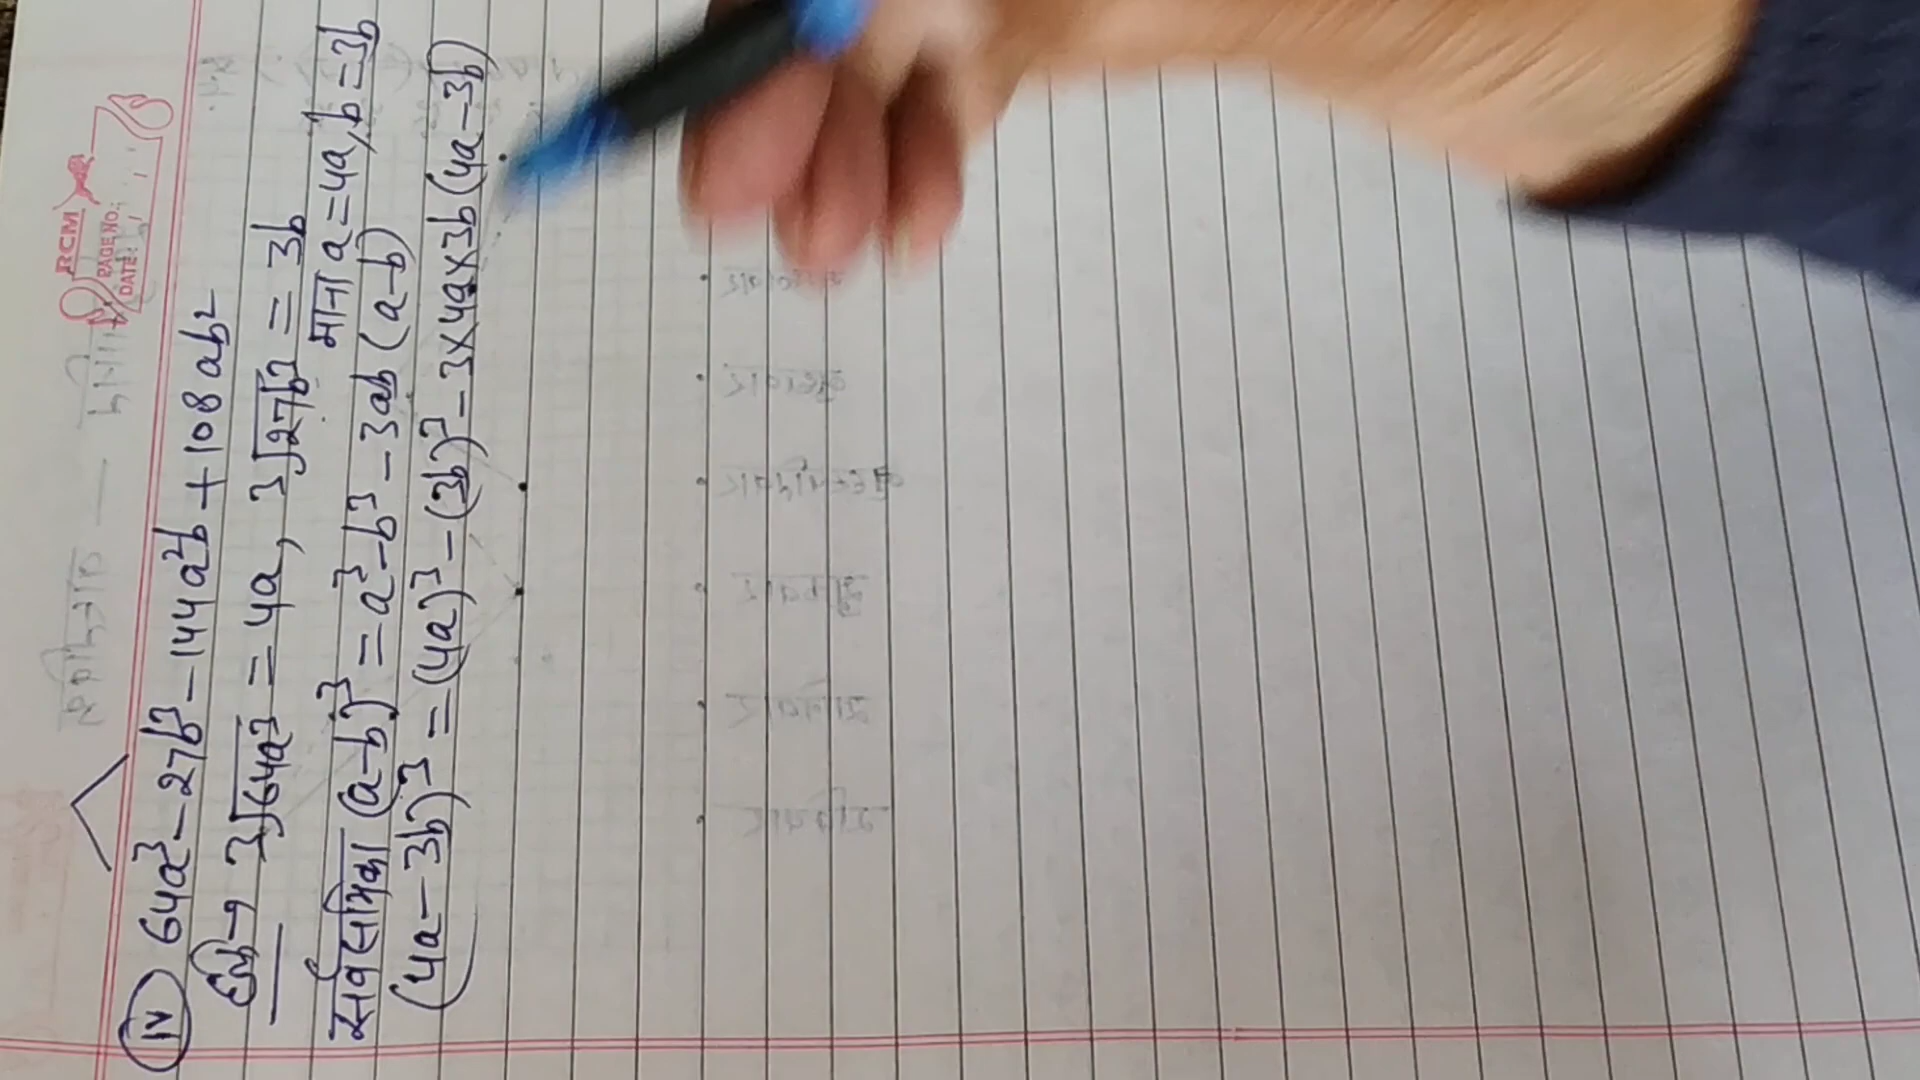 RCM
PAGE NO.:
DATE:
(iv) 64a³ - 27b³ - 144a²b + 108ab²
∛64a³ = 4a, ∛27b³ = 3b
माना a = 4a, b = 3b
सर्वसमिका (a-b)³ = a³ - b³ - 3ab (a-b)
(4a - 3b)³ = (4a)³ - (3b)³ - 3×4a×3b (4a - 3b)